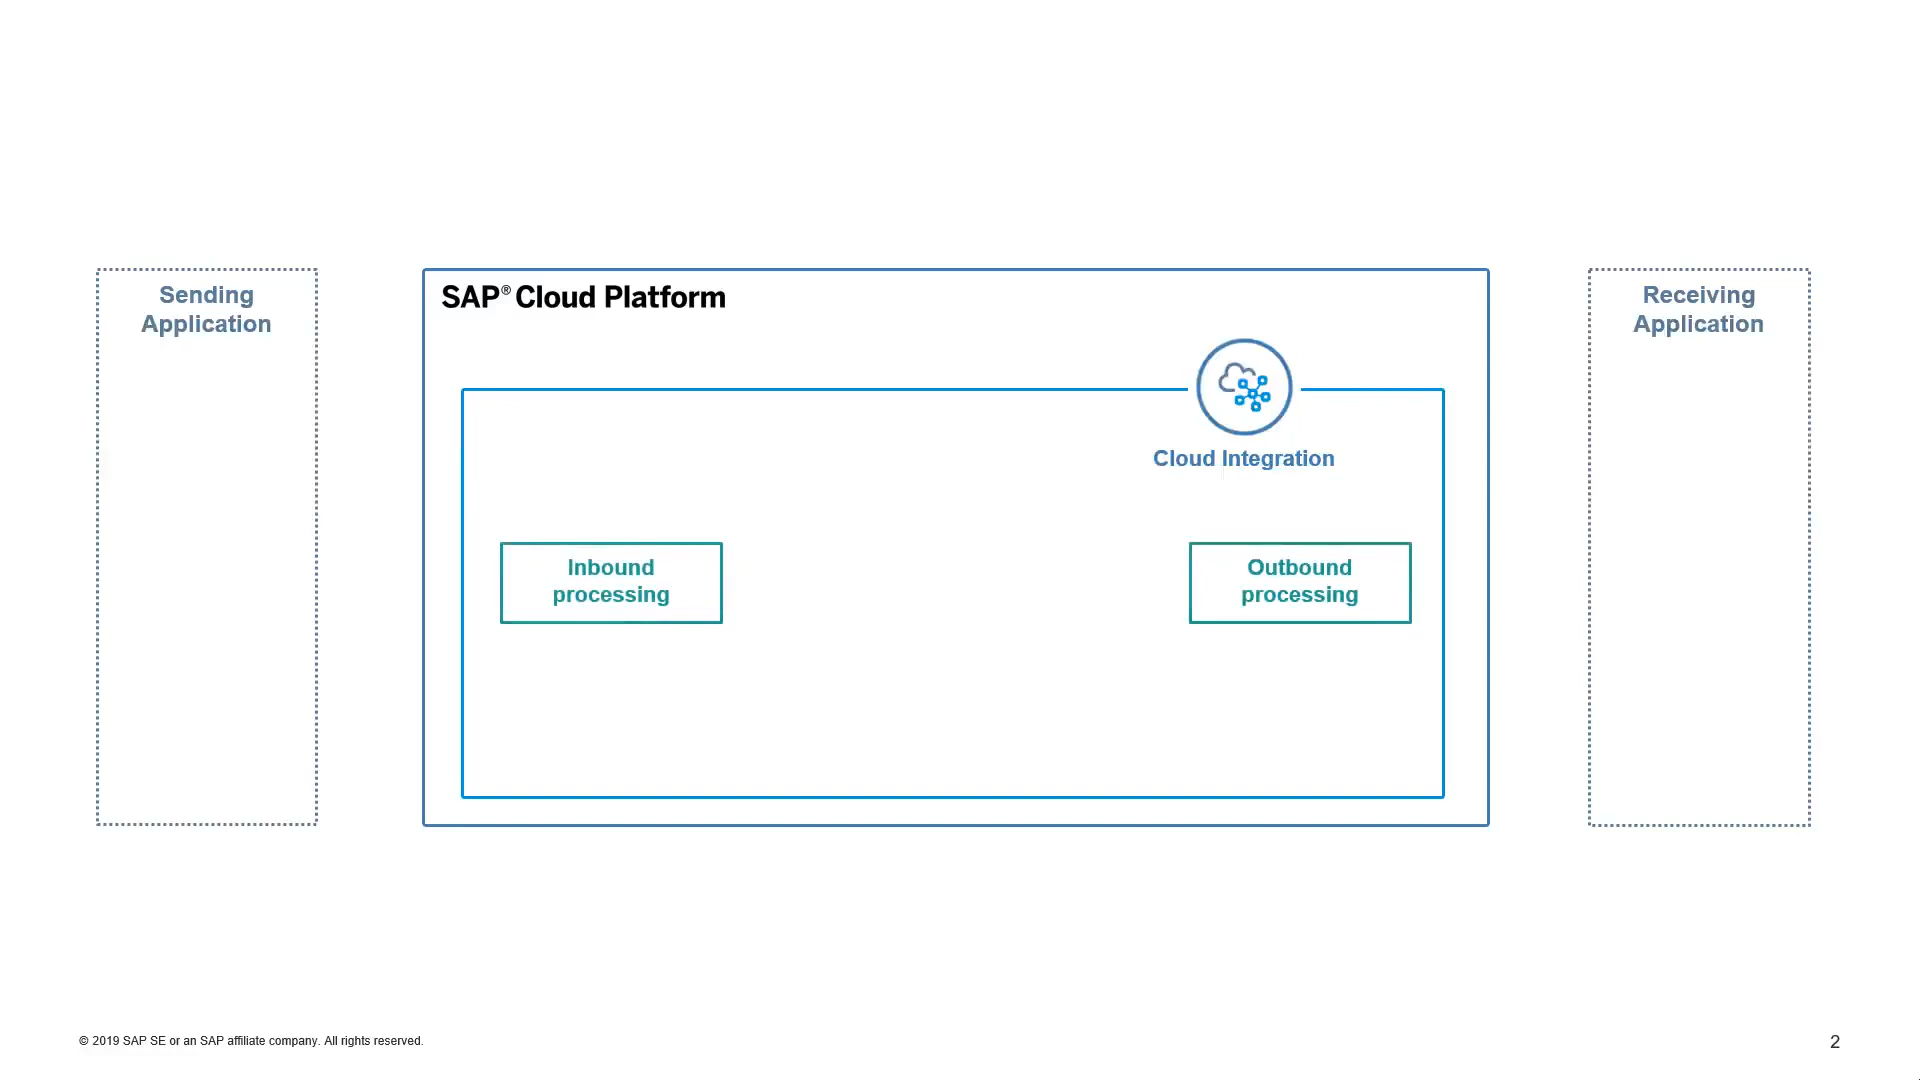 Sending
Application
SAP® Cloud Platform
Receiving
Application
Cloud Integration
Inbound
processing
Outbound
processing
© 2019 SAP SE or an SAP affiliate company. All rights reserved.
2